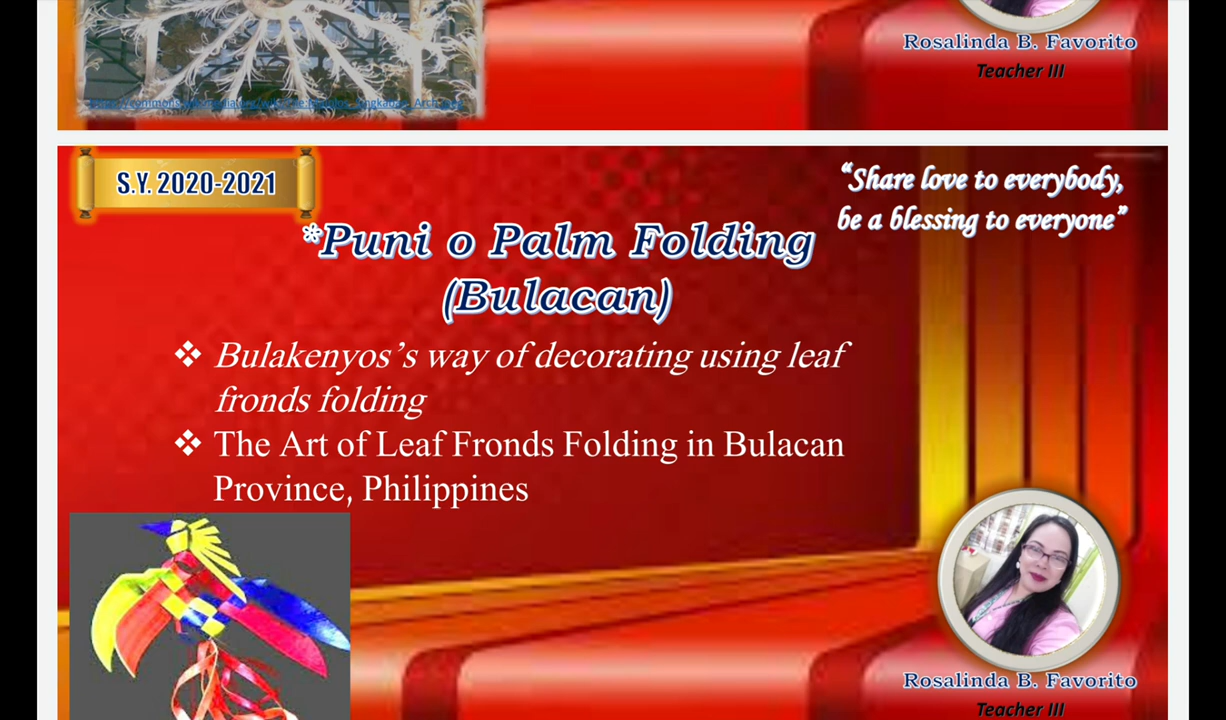 Rosalinda B. Favorito
Teacher III
S.Y. 2020-2021
“Share love to everybody,
be a blessing to everyone”
*Puni o Palm Folding
(Bulacan)
❖ Bulakenyos’s way of decorating using leaf
fronds folding
❖ The Art of Leaf Fronds Folding in Bulacan
Province, Philippines
Rosalinda B. Favorito
Teacher III